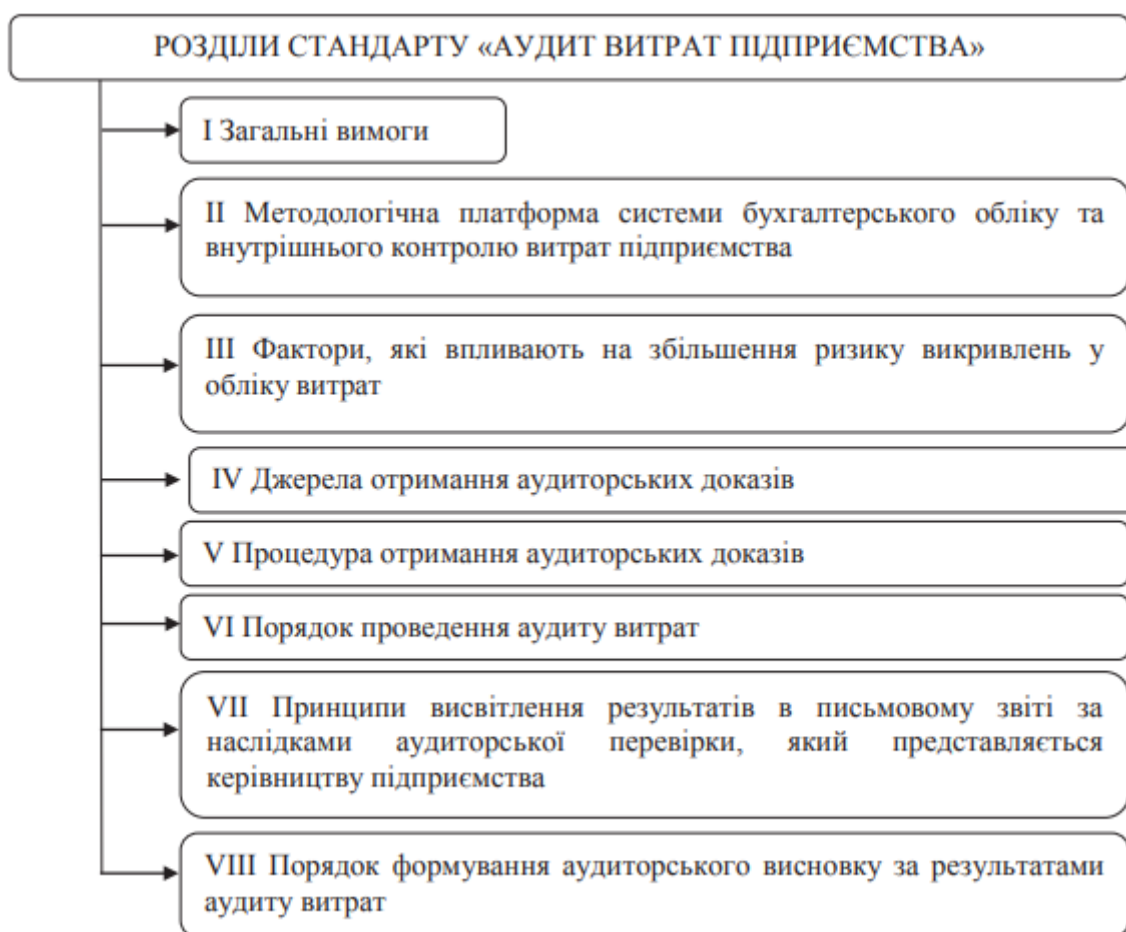 РОЗДІЛИ СТАНДАРТУ «АУДИТ ВИТРАТ ПІДПРИЄМСТВА»
I Загальні вимоги
II Методологічна платформа системи бухгалтерського обліку та
внутрішнього контролю витрат підприємства
III Фактори, які впливають на збільшення ризику викривлень у
обліку витрат
IV Джерела отримання аудиторських доказів
V Процедура отримання аудиторських доказів
VI Порядок проведення аудиту витрат
VII Принципи висвітлення результатів в письмовому звіті за
наслідками аудиторської перевірки, який представляється
керівництву підприємства
VIII Порядок формування аудиторського висновку за результатами
аудиту витрат